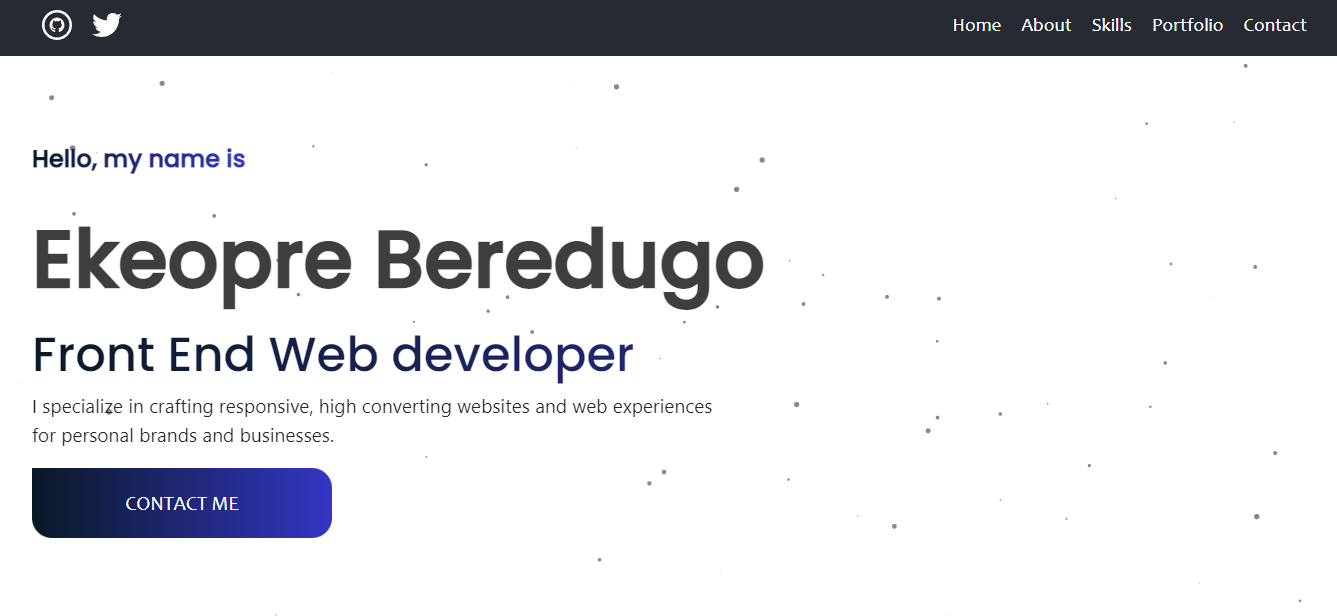 Home About Skills Portfolio Contact
Hello, my name is
Ekeopre Beredugo
Front End Web developer
I specialize in crafting responsive, high converting websites and web experiences
for personal brands and businesses.
CONTACT ME